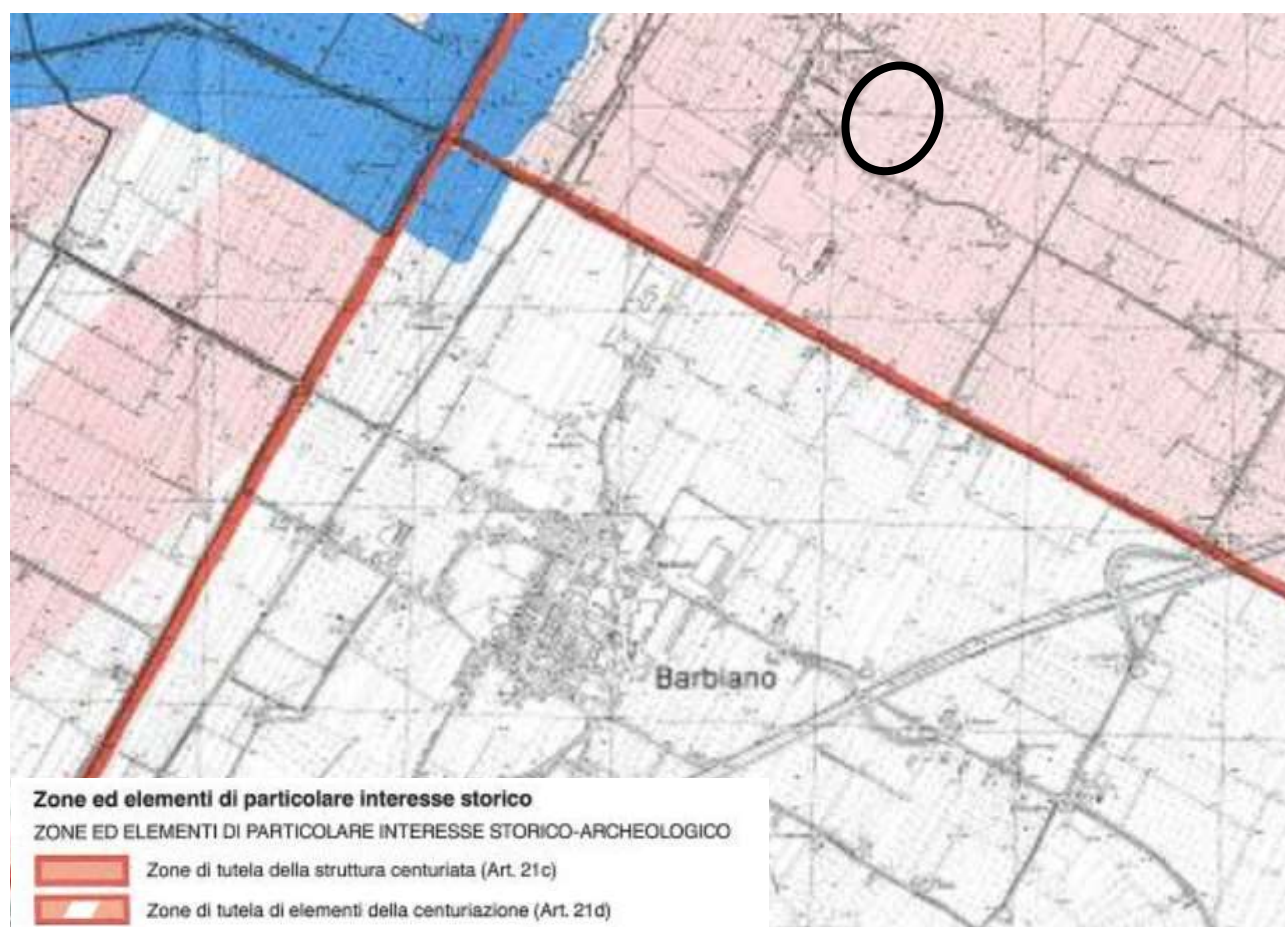 Barbiano
Zone ed elementi di particolare interesse storico
ZONE ED ELEMENTI DI PARTICOLARE INTERESSE STORICO-ARCHEOLOGICO
Zone di tutela della struttura centuriata (Art. 21c)
Zone di tutela di elementi della centuriazione (Art. 21d)